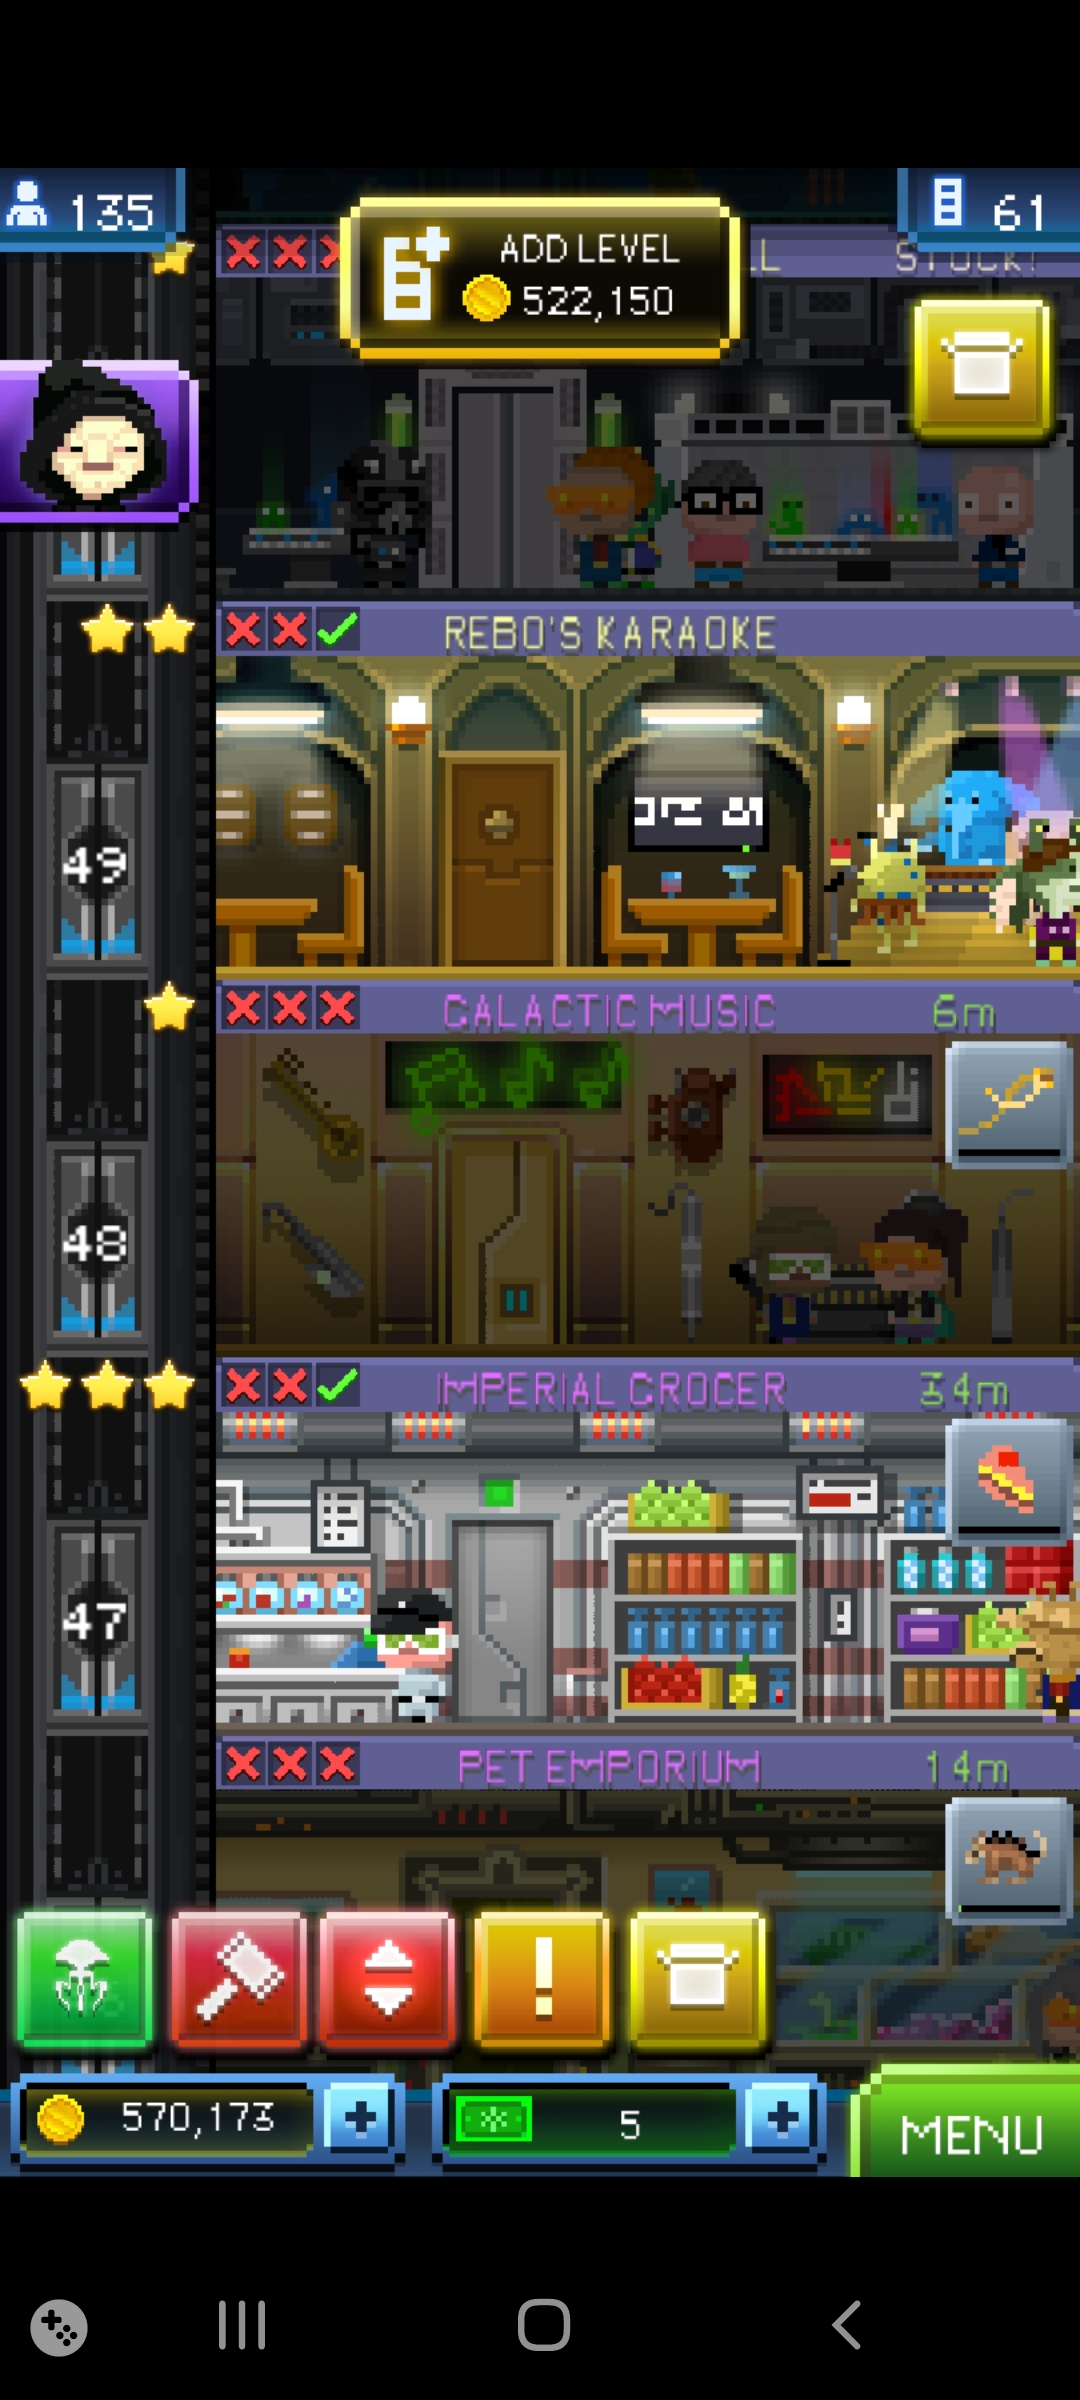 135
ADD LEVEL
522,150
61
LL STOCK!
REBO'S KARAOKE
49
GALACTIC MUSIC 6m
48
IMPERIAL GROCER 34m
47
PET EMPORIUM 14m
!
570,173
5
MENU